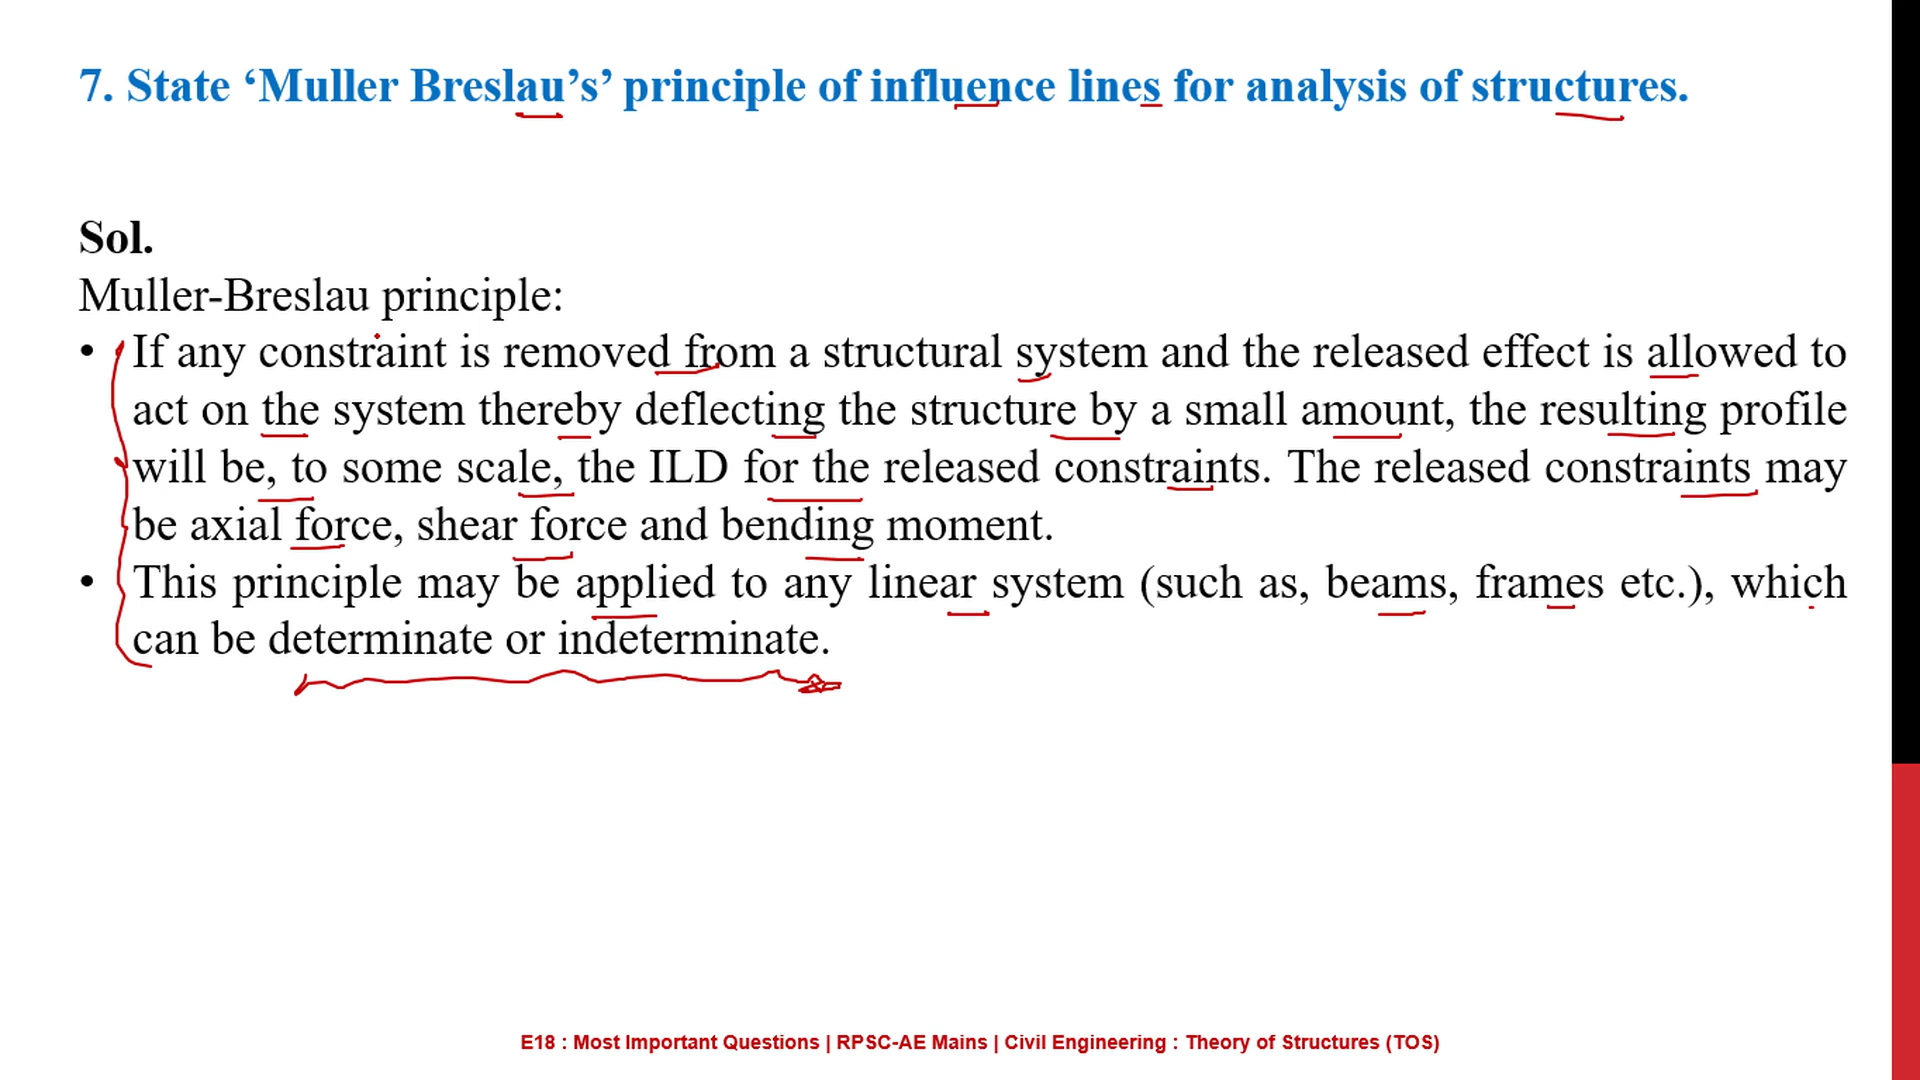 7. State ‘Muller Breslau’s’ principle of influence lines for analysis of structures.
Sol.
Muller-Breslau principle:
• If any constraint is removed from a structural system and the released effect is allowed to
act on the system thereby deflecting the structure by a small amount, the resulting profile
will be, to some scale, the ILD for the released constraints. The released constraints may
be axial force, shear force and bending moment.
• This principle may be applied to any linear system (such as, beams, frames etc.), which
can be determinate or indeterminate.
E18 : Most Important Questions | RPSC-AE Mains | Civil Engineering : Theory of Structures (TOS)